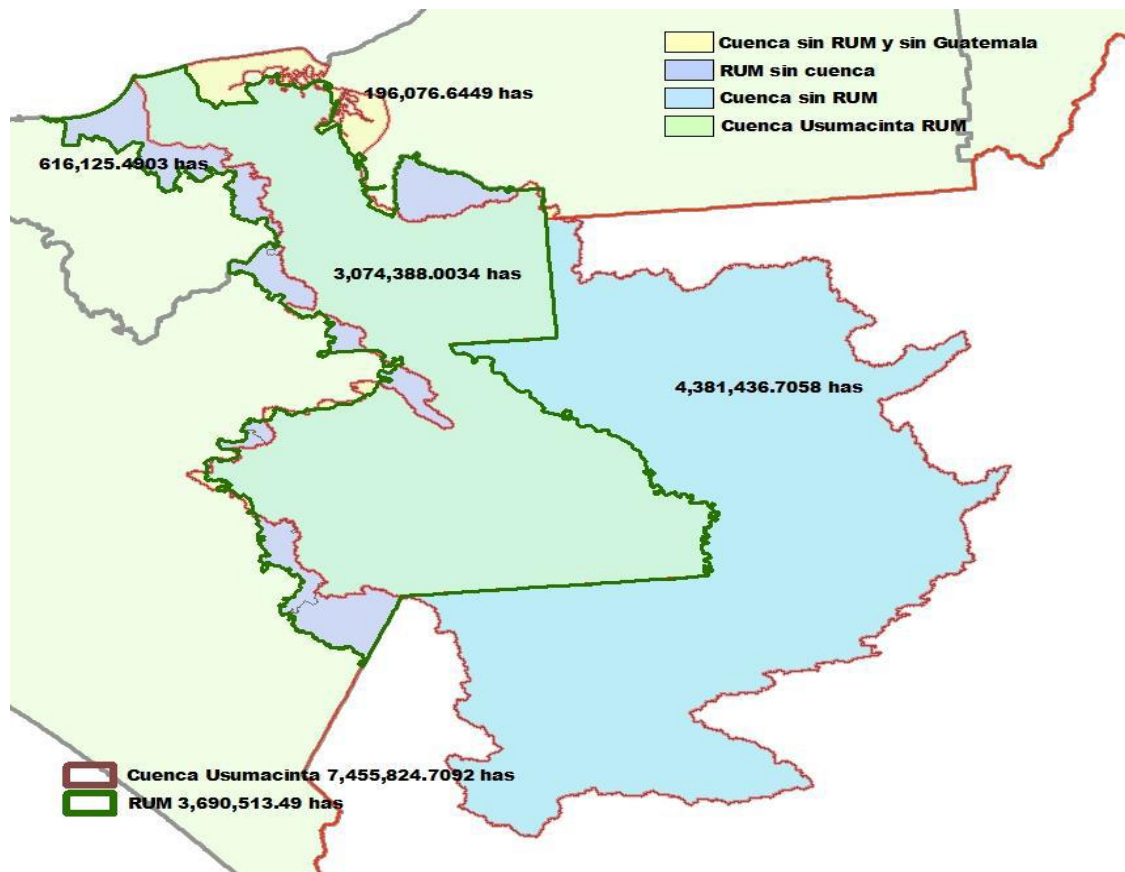 Cuenca sin RUM y sin Guatemala
RUM sin cuenca
Cuenca sin RUM
Cuenca Usumacinta RUM
196,076.6449 has
616,125.4903 has
3,074,388.0034 has
4,381,436.7058 has
Cuenca Usumacinta 7,455,824.7092 has
RUM 3,690,513.49 has